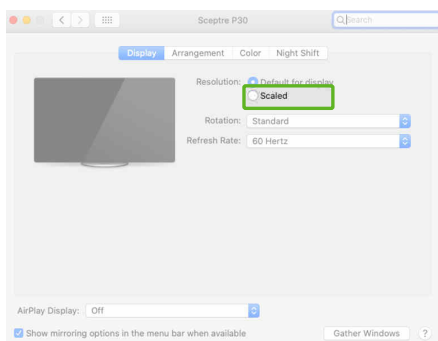 Sceptre P30
Search
Display Arrangement Color Night Shift
Resolution: Default for display
Scaled
Rotation: Standard
Refresh Rate: 60 Hertz
AirPlay Display: Off
Show mirroring options in the menu bar when available
Gather Windows ?